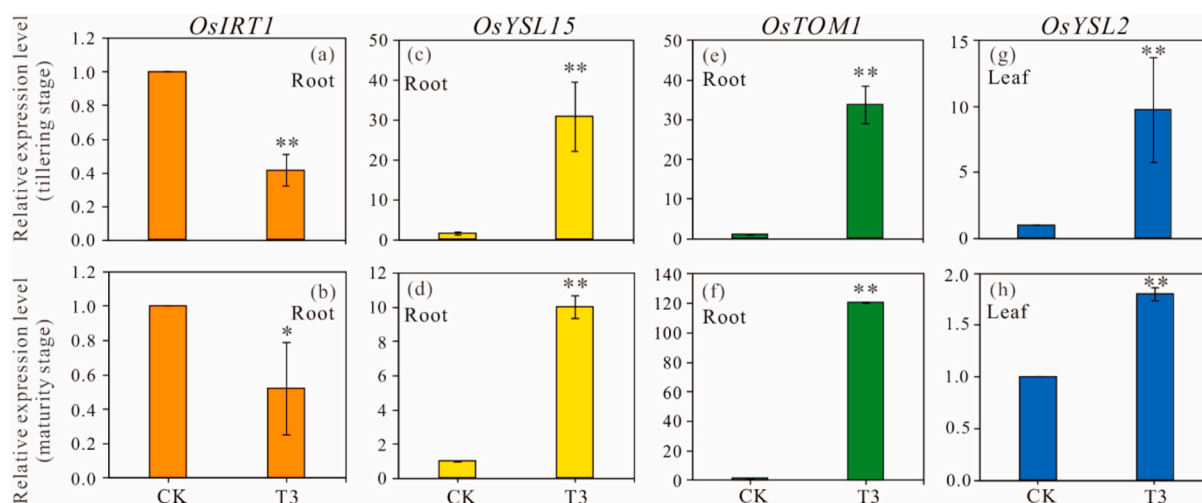 OsIRT1 OsYSL15 OsTOM1 OsYSL2
Relative expression level
(tillering stage)
1.2
1.0
0.8
0.6
0.4
0.2
0.0
(a)
Root
**
50
40
30
20
10
0
(c)
Root
**
50
40
30
20
10
0
(e)
Root
**
15
10
5
0
(g)
Leaf
**
Relative expression level
(maturity stage)
1.2
1.0
0.8
0.6
0.4
0.2
0.0
(b)
Root
*
CK T3
12
10
8
6
4
2
0
(d)
Root
**
CK T3
140
120
100
80
60
40
20
0
(f)
Root
**
CK T3
2.0
1.5
1.0
0.5
0.0
(h)
Leaf
**
CK T3